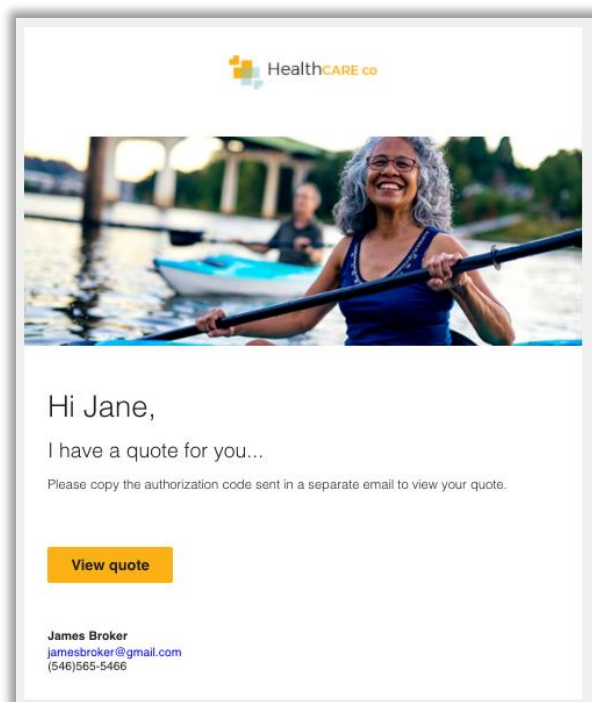 HealthCARE co
Hi Jane,
I have a quote for you...
Please copy the authorization code sent in a separate email to view your quote.
View quote
James Broker
jamesbroker@gmail.com
(546)565-5466